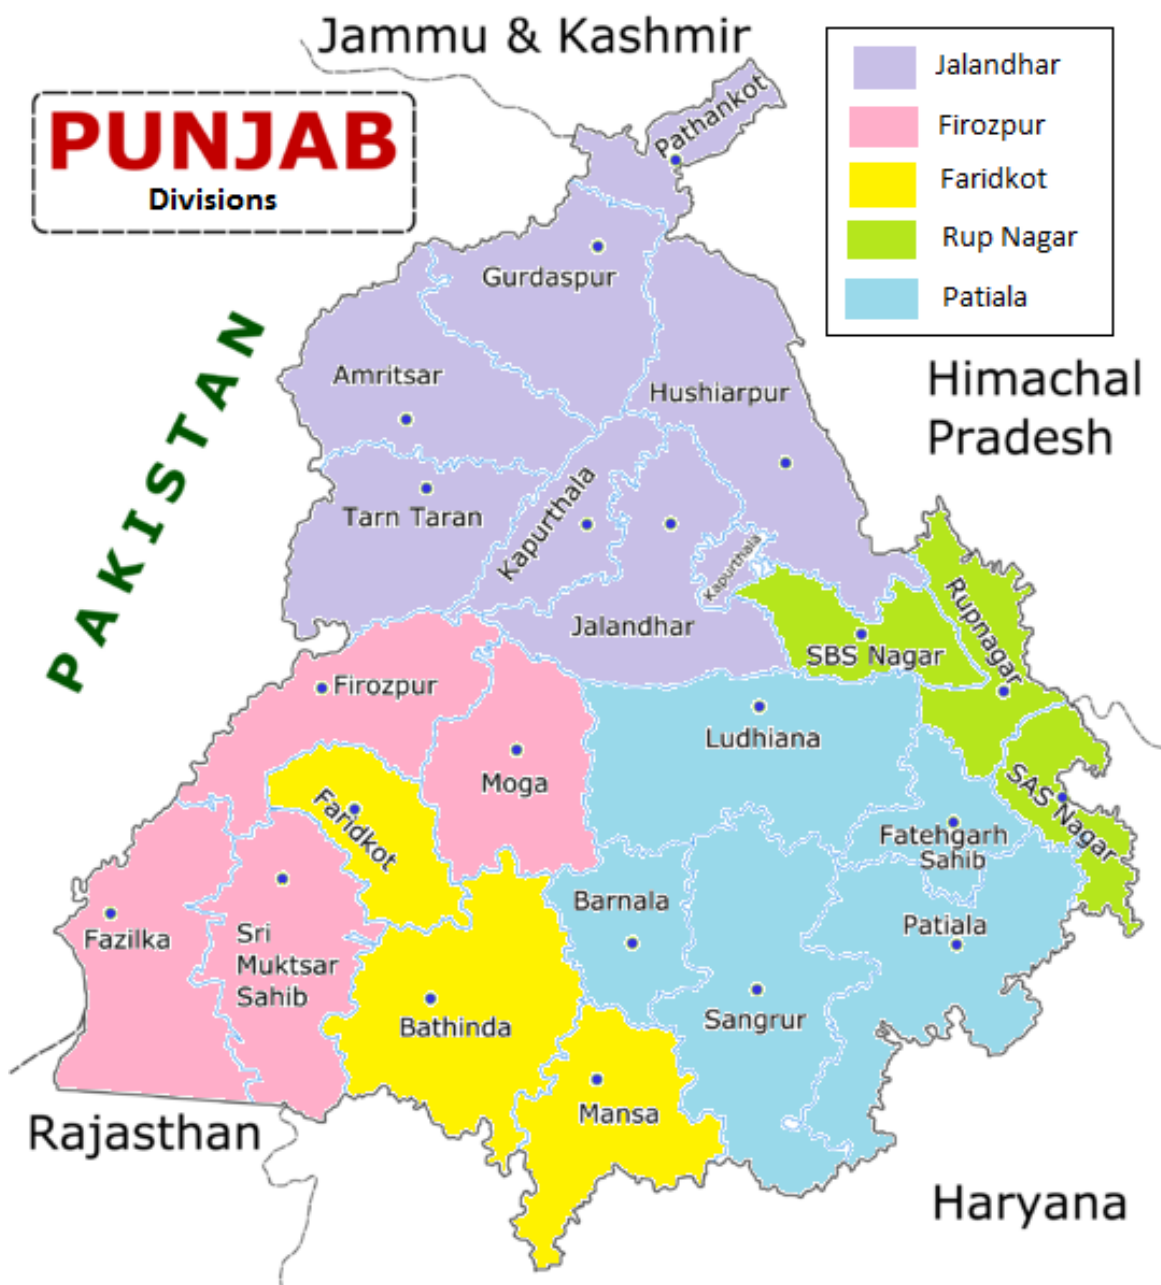 Jammu & Kashmir
PUNJAB
Divisions
Jalandhar
Firozpur
Faridkot
Rup Nagar
Patiala
PAKISTAN
Himachal
Pradesh
Pathankot
Gurdaspur
Amritsar
Hushiarpur
Tarn Taran
Kapurthala
Kapurthala
Jalandhar
SBS Nagar
Rupnagar
Firozpur
Ludhiana
Moga
Faridkot
SAS Nagar
Fatehgarh
Sahib
Barnala
Patiala
Fazilka
Sri
Muktsar
Sahib
Bathinda
Sangrur
Mansa
Rajasthan
Haryana